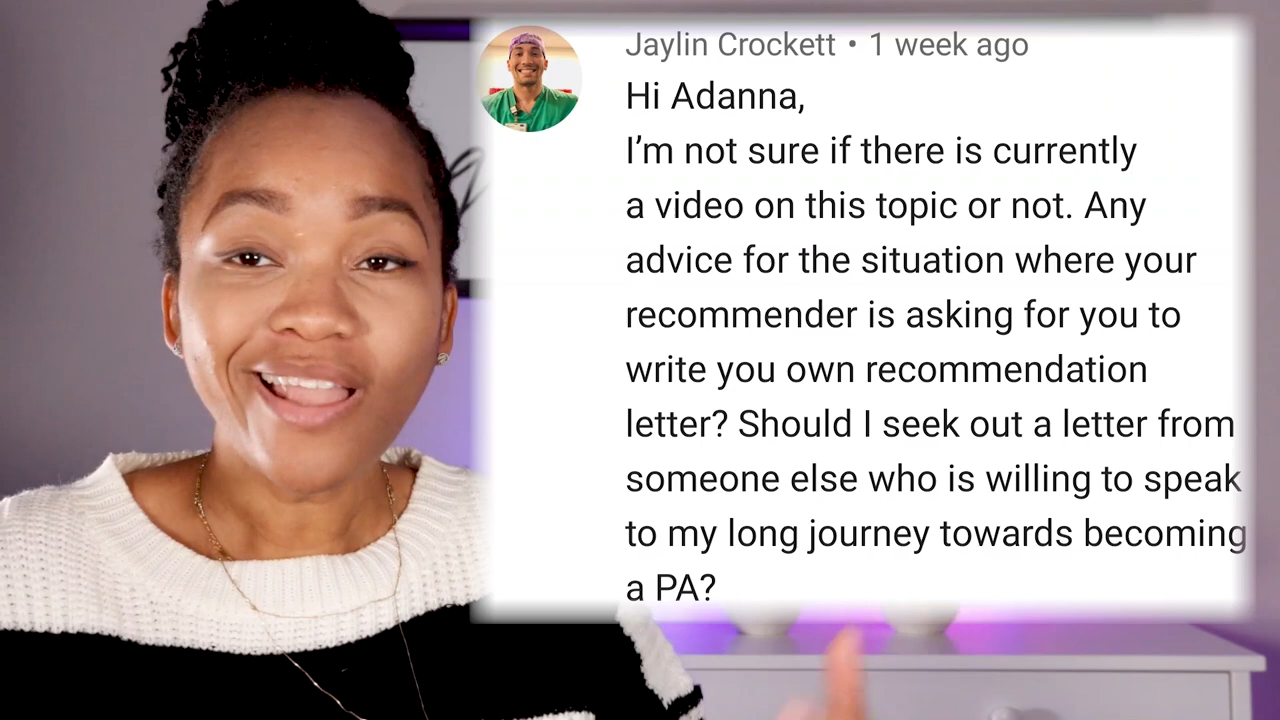 Jaylin Crockett • 1 week ago
Hi Adanna,
I’m not sure if there is currently
a video on this topic or not. Any
advice for the situation where your
recommender is asking for you to
write you own recommendation
letter? Should I seek out a letter from
someone else who is willing to speak
to my long journey towards becoming
a PA?